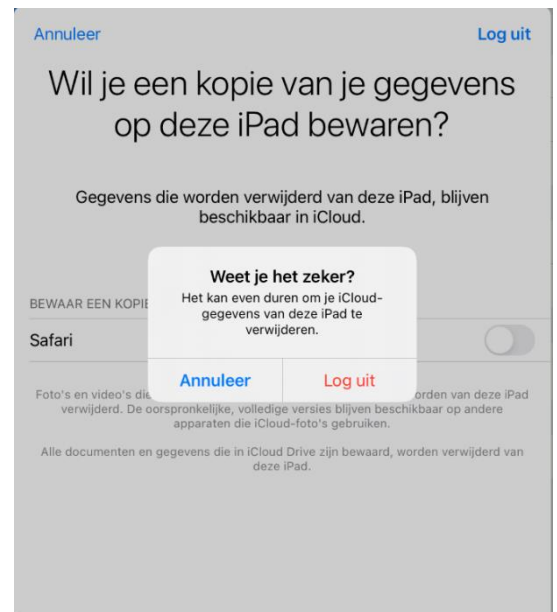 Annuleer Log uit
Wil je een kopie van je gegevens
op deze iPad bewaren?
Gegevens die worden verwijderd van deze iPad, blijven
beschikbaar in iCloud.
Weet je het zeker?
Het kan even duren om je iCloud-
gegevens van deze iPad te
verwijderen.
Annuleer Log uit
BEWAAR EEN KOPIE
Safari
Foto's en video's die orden van deze iPad
verwijderd. De oorspronkelijke, volledige versies blijven beschikbaar op andere
apparaten die iCloud-foto's gebruiken.
Alle documenten en gegevens die in iCloud Drive zijn bewaard, worden verwijderd van
deze iPad.